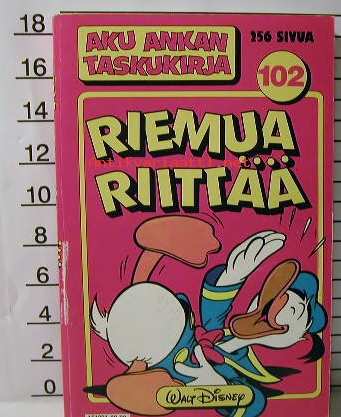 AKU ANKAN
TASKUKIRJA
256 SIVUA
102
RIEMUA
RIITTÄÄ
WALT DISNEY
18
16
14
12
10
8
6
4
2
0